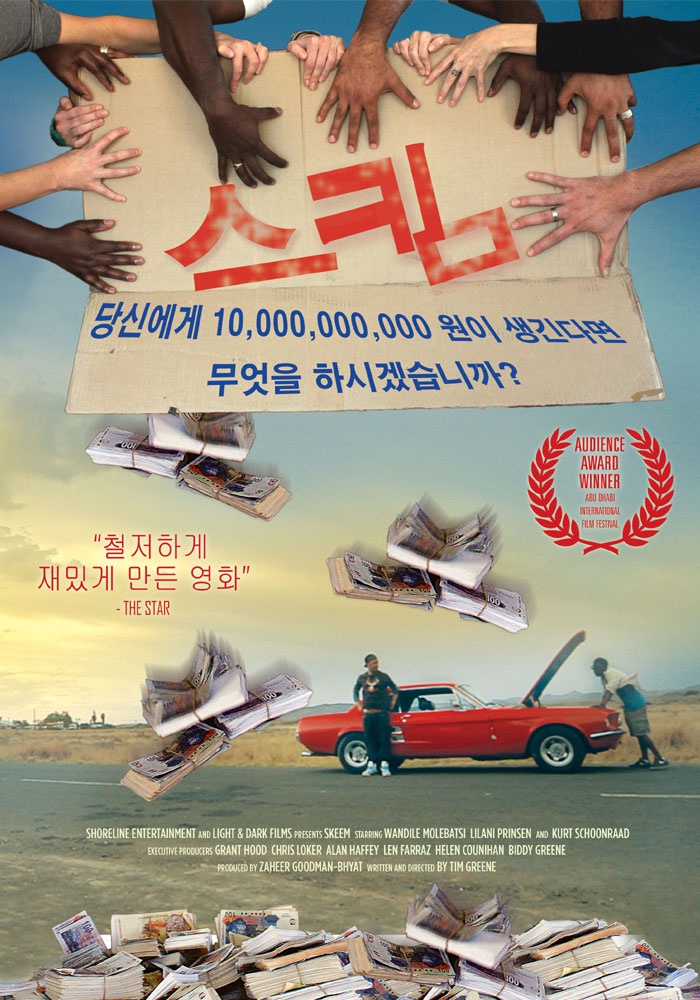 스킴
당신에게 10,000,000,000 원이 생긴다면
무엇을 하시겠습니까?
AUDIENCE
AWARD
WINNER
ABU DHABI
INTERNATIONAL
FILM FESTIVAL
“철저하게
재밌게 만든 영화”
- THE STAR
SHORELINE ENTERTAINMENT AND LIGHT & DARK FILMS PRESENTS SKEEM STARRING WANDILE MOLEBATSI LILANI PRINSEN AND KURT SCHOONRAAD
EXECUTIVE PRODUCERS GRANT HOOD CHRIS LOKER ALAN HAFFEY LEN FARRAZ HELEN COUNIHAN BIDDY GREENE
PRODUCED BY ZAHEER GOODMAN-BHYAT WRITTEN AND DIRECTED BY TIM GREENE